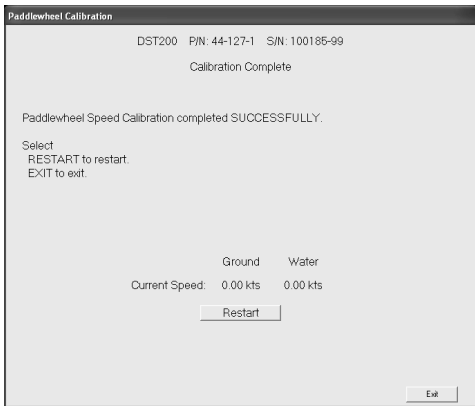 Paddlewheel Calibration
DST200 P/N: 44-127-1 S/N: 100185-99
Calibration Complete
Paddlewheel Speed Calibration completed SUCCESSFULLY.
Select
RESTART to restart.
EXIT to exit.
Ground Water
Current Speed: 0.00 kts 0.00 kts
Restart
Exit